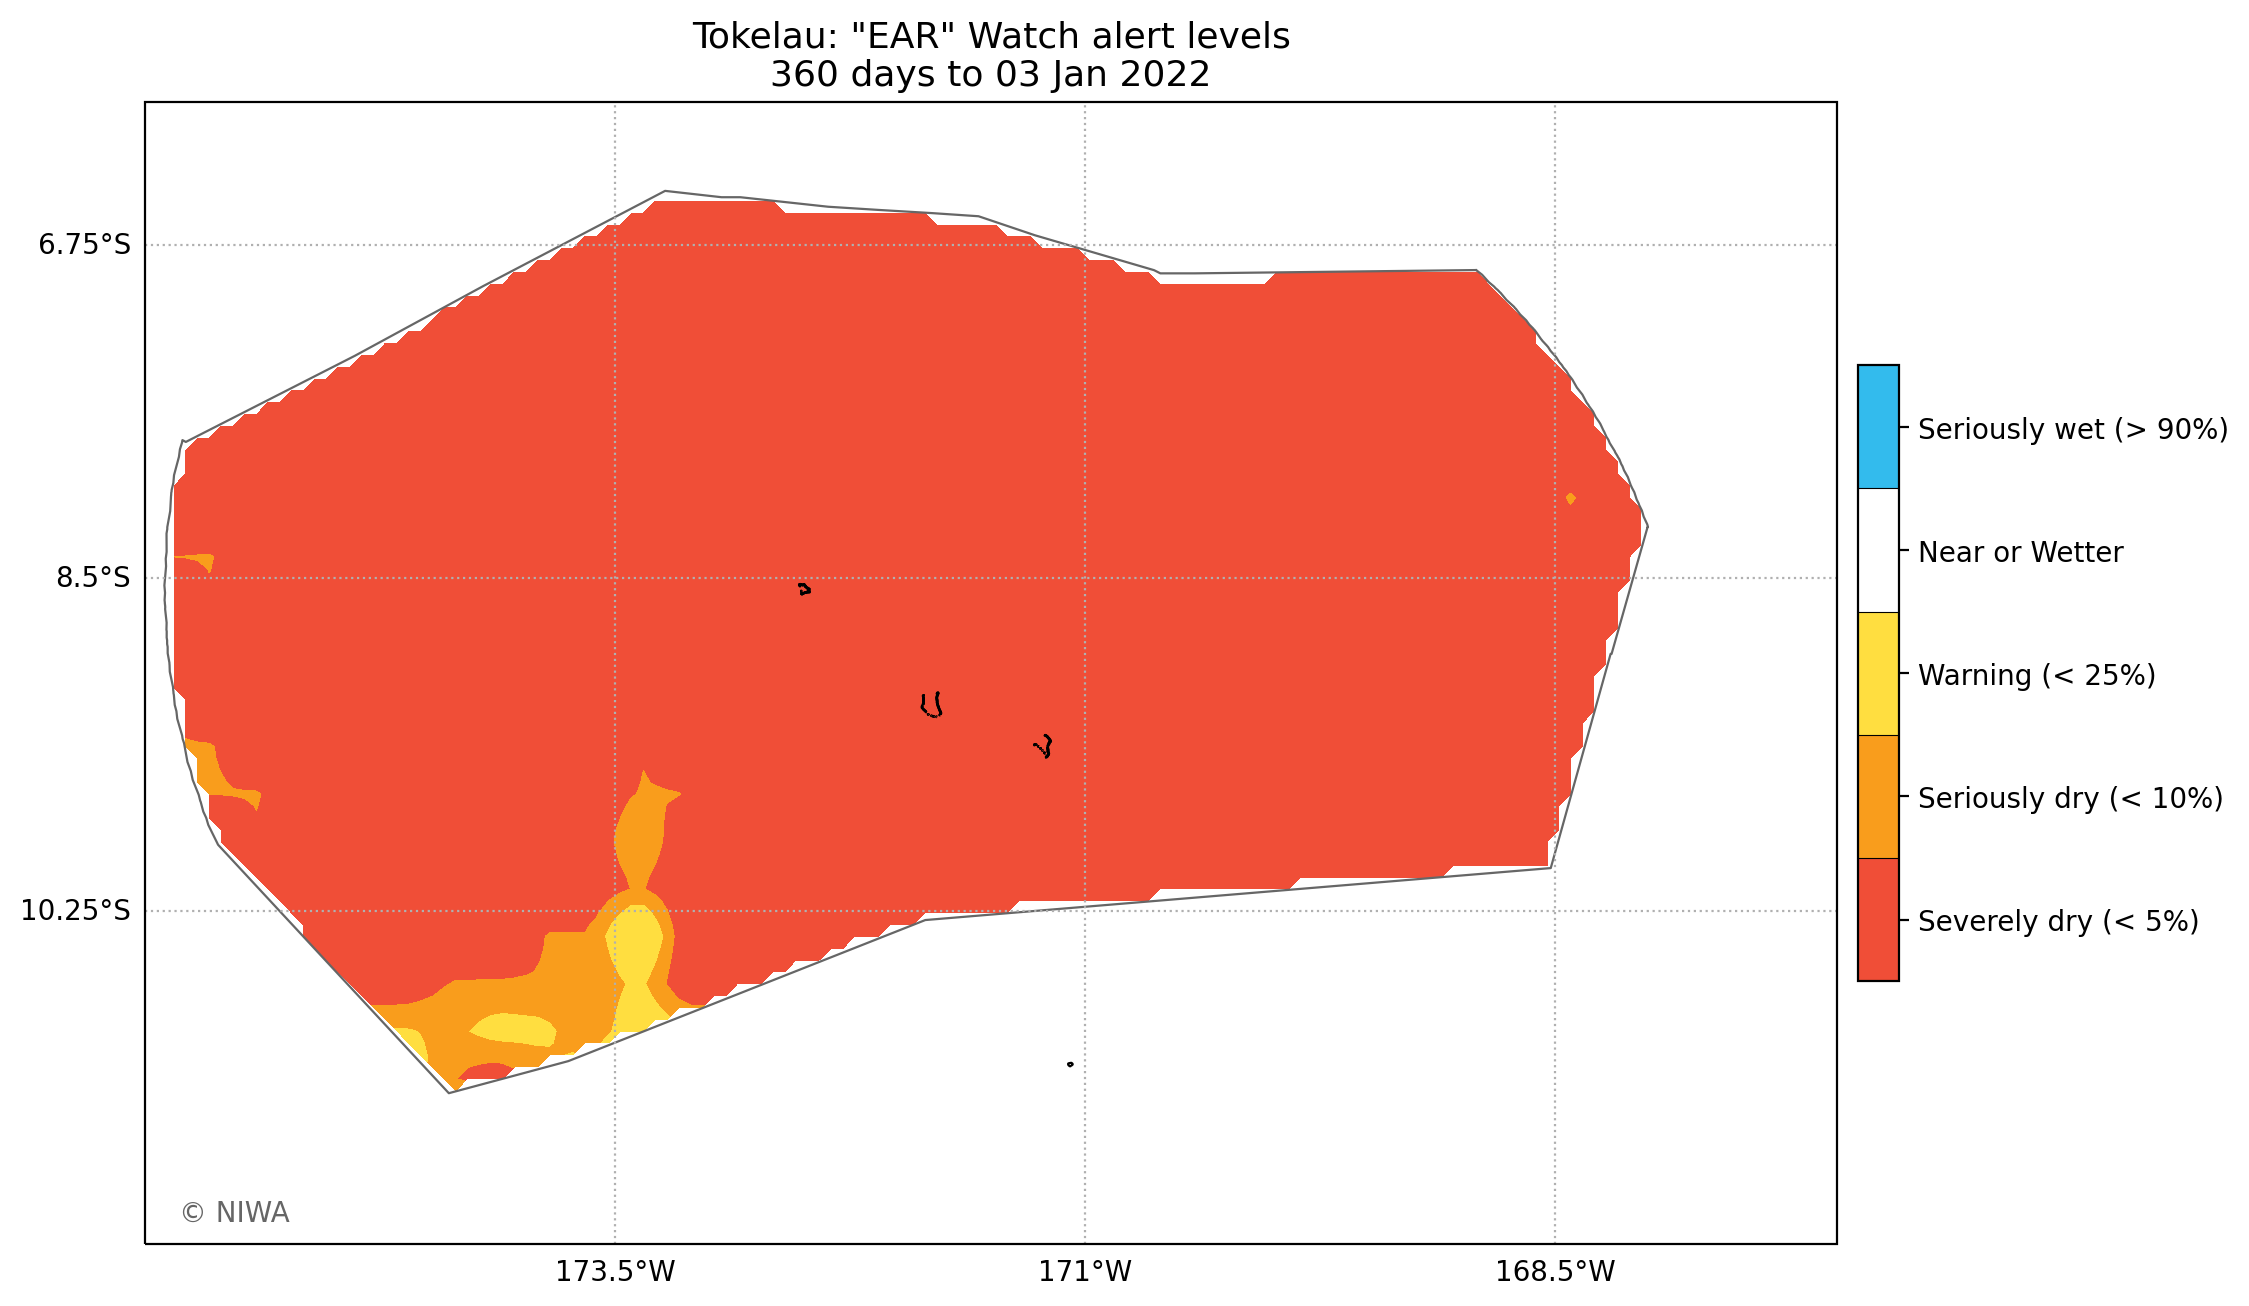 Tokelau: "EAR" Watch alert levels
360 days to 03 Jan 2022
6.75°S
8.5°S
10.25°S
173.5°W
171°W
168.5°W
Seriously wet (> 90%)
Near or Wetter
Warning (< 25%)
Seriously dry (< 10%)
Severely dry (< 5%)
© NIWA